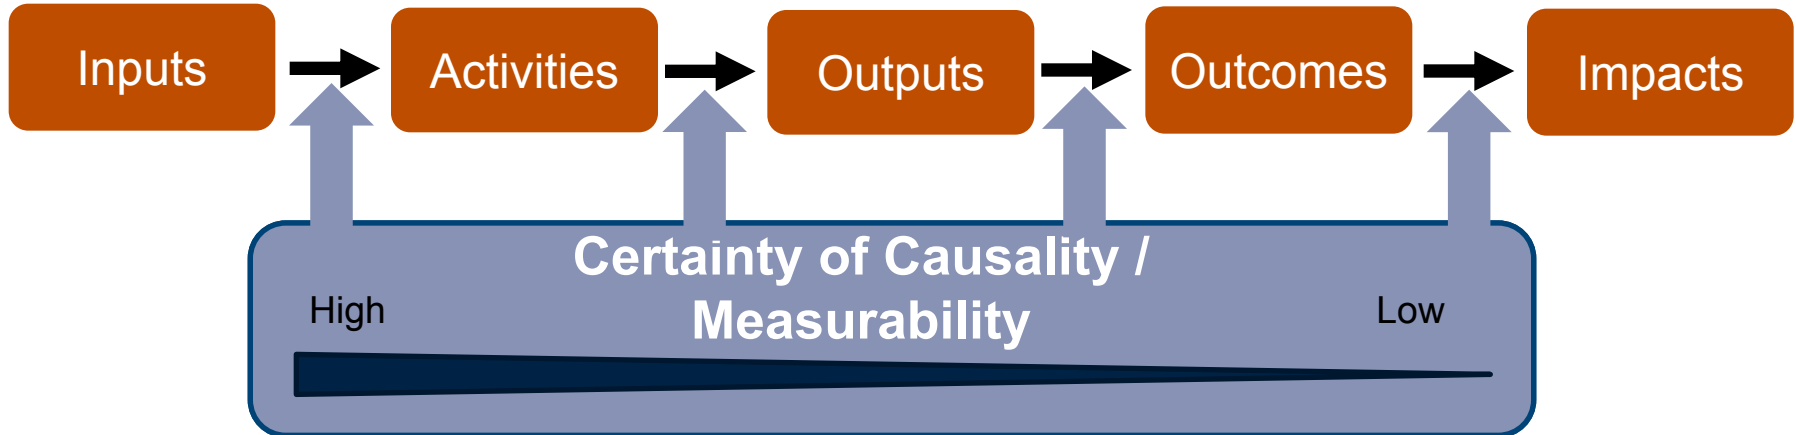 Inputs
Activities
Outputs
Outcomes
Impacts
Certainty of Causality /
Measurability
High
Low